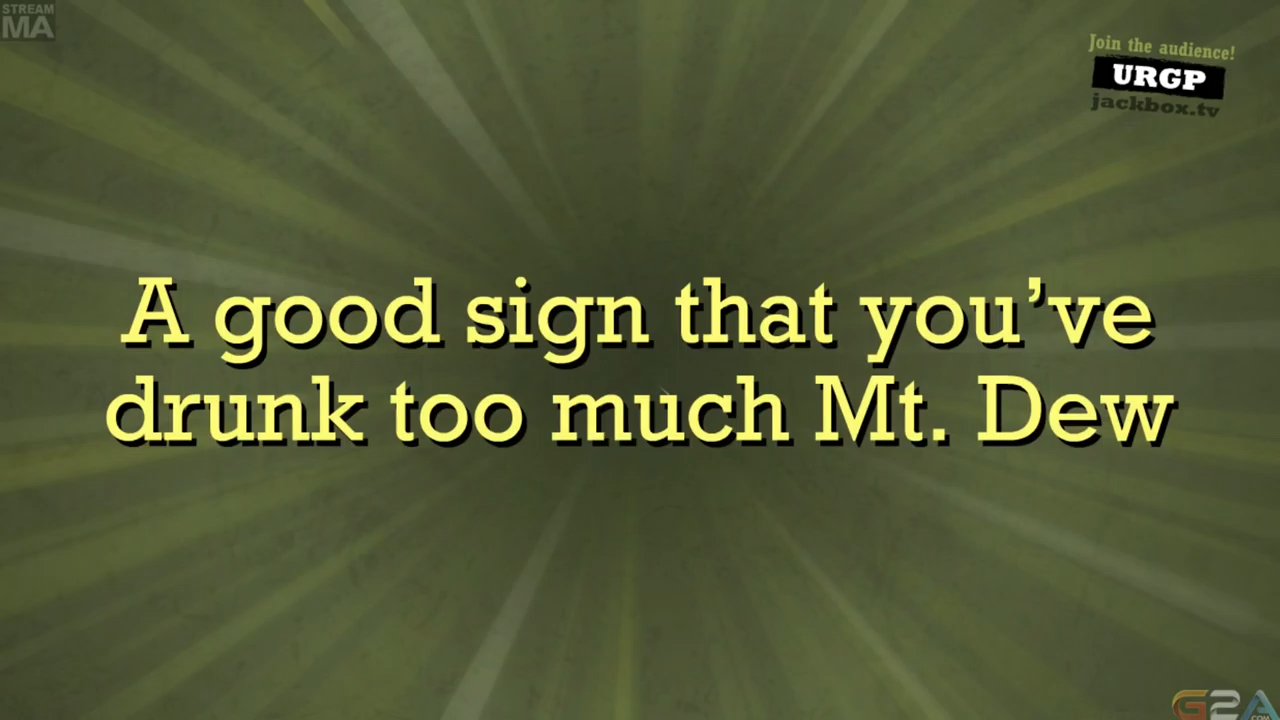 STREAM
MA
Join the audience!
URGP
jackbox.tv
A good sign that you’ve
drunk too much Mt. Dew
G2A
.COM